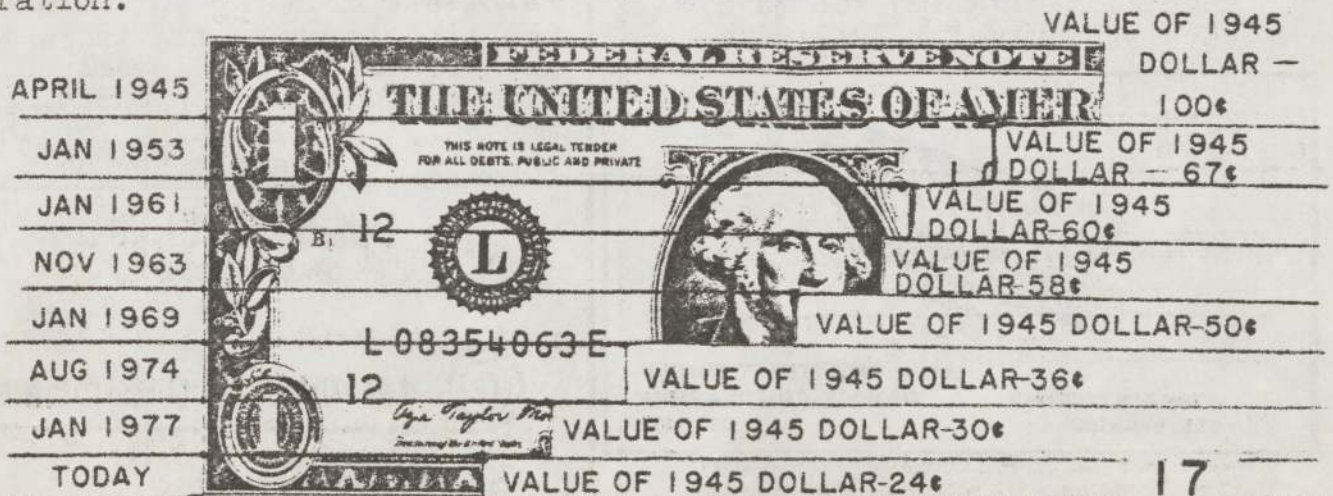 ration.
VALUE OF 1945
DOLLAR —
100¢
FEDERAL RESERVE NOTE
APRIL 1945
THE UNITED STATES OF AMER
THIS NOTE IS LEGAL TENDER
FOR ALL DEBTS, PUBLIC AND PRIVATE
JAN 1953
VALUE OF 1945
DOLLAR — 67¢
JAN 1961
VALUE OF 1945
DOLLAR-60¢
B
12
L
NOV 1963
VALUE OF 1945
DOLLAR-58¢
JAN 1969
VALUE OF 1945 DOLLAR-50¢
L 08354063 E
AUG 1974
12
VALUE OF 1945 DOLLAR-36¢
JAN 1977
VALUE OF 1945 DOLLAR-30¢
TODAY
VALUE OF 1945 DOLLAR-24¢
17